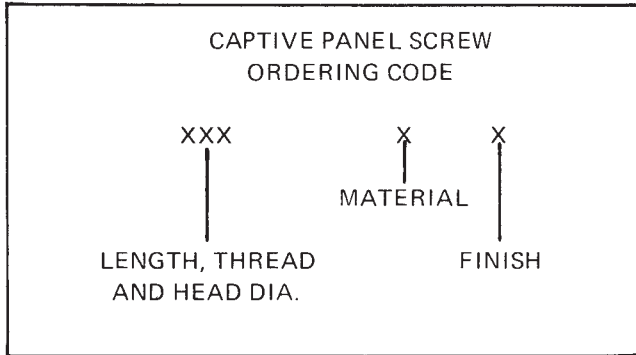 CAPTIVE PANEL SCREW
ORDERING CODE
XXX X X
MATERIAL
LENGTH, THREAD FINISH
AND HEAD DIA.